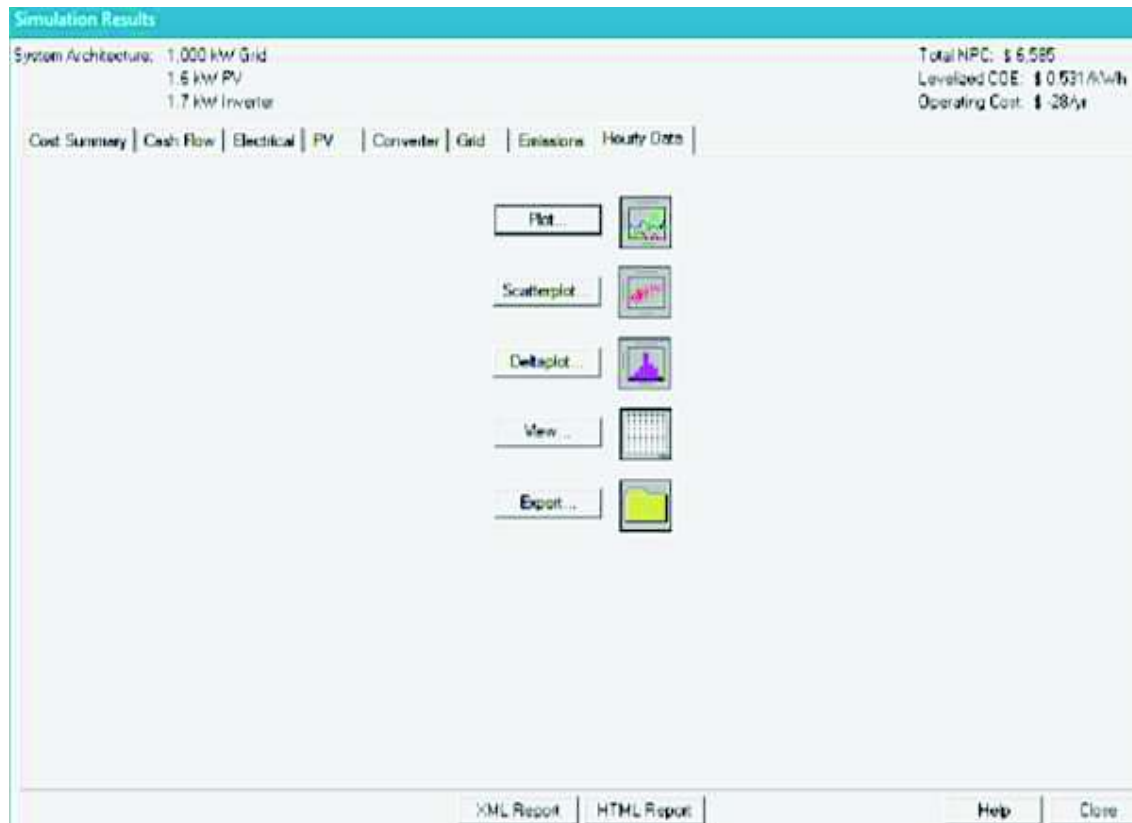 Simulation Results
System Architecture: 1,000 kW Grid
1.6 kW PV
1.7 kW Inverter
Total NPC: $ 6,585
Levelized COE: $ 0.531/kWh
Operating Cost: $ -28/yr
Cost Summary Cash Flow Electrical PV Converter Grid Emissions Hourly Data
Plot...
Scatterplot...
Deltaplot...
View...
Export...
XML Report HTML Report Help Close